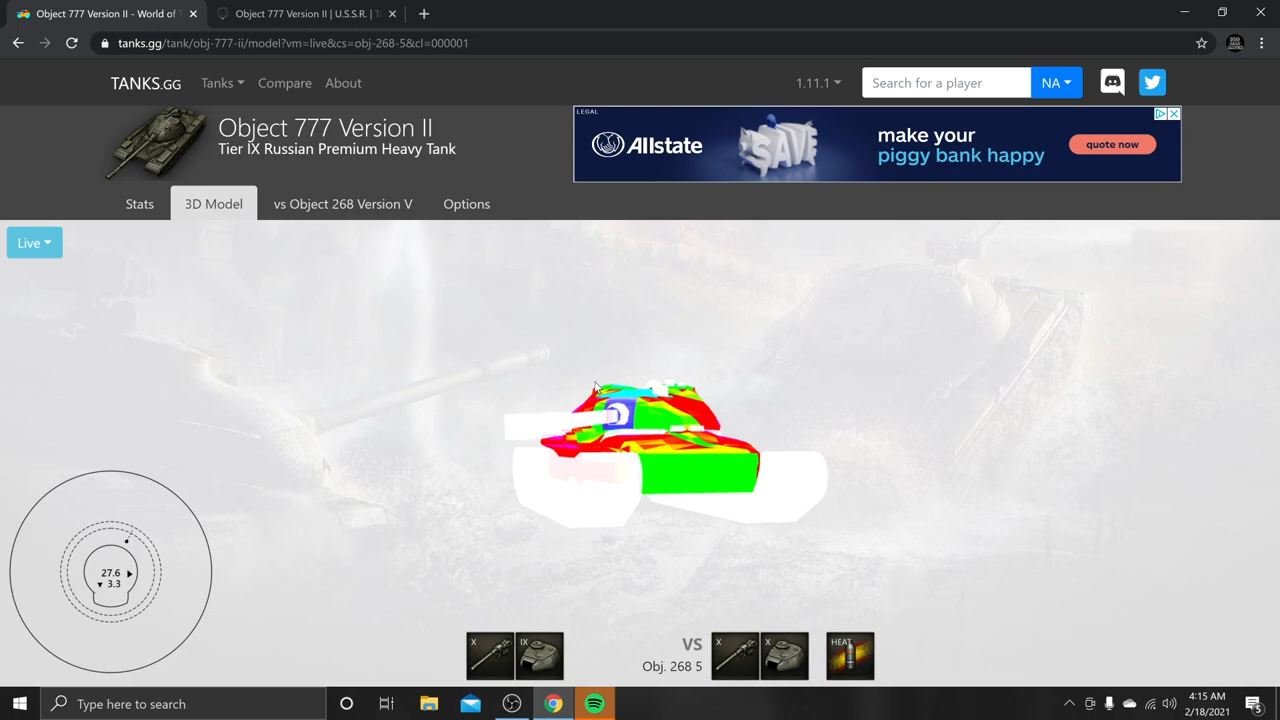 Object 777 Version II - World of T
Object 777 Version II | U.S.S.R. | T
tanks.gg/tank/obj-777-ii/model?vm=live&cs=obj-268-5&cl=000001
TANKS.GG
Tanks
Compare
About
1.11.1
Search for a player
NA
Object 777 Version II
Tier IX Russian Premium Heavy Tank
LEGAL
Allstate
SAVE
make your
piggy bank happy
quote now
Stats
3D Model
vs Object 268 Version V
Options
Live
27.6
3.3
X
IX
VS
Obj. 268 5
X
X
HEAT
Type here to search
4:15 AM
2/18/2021
5